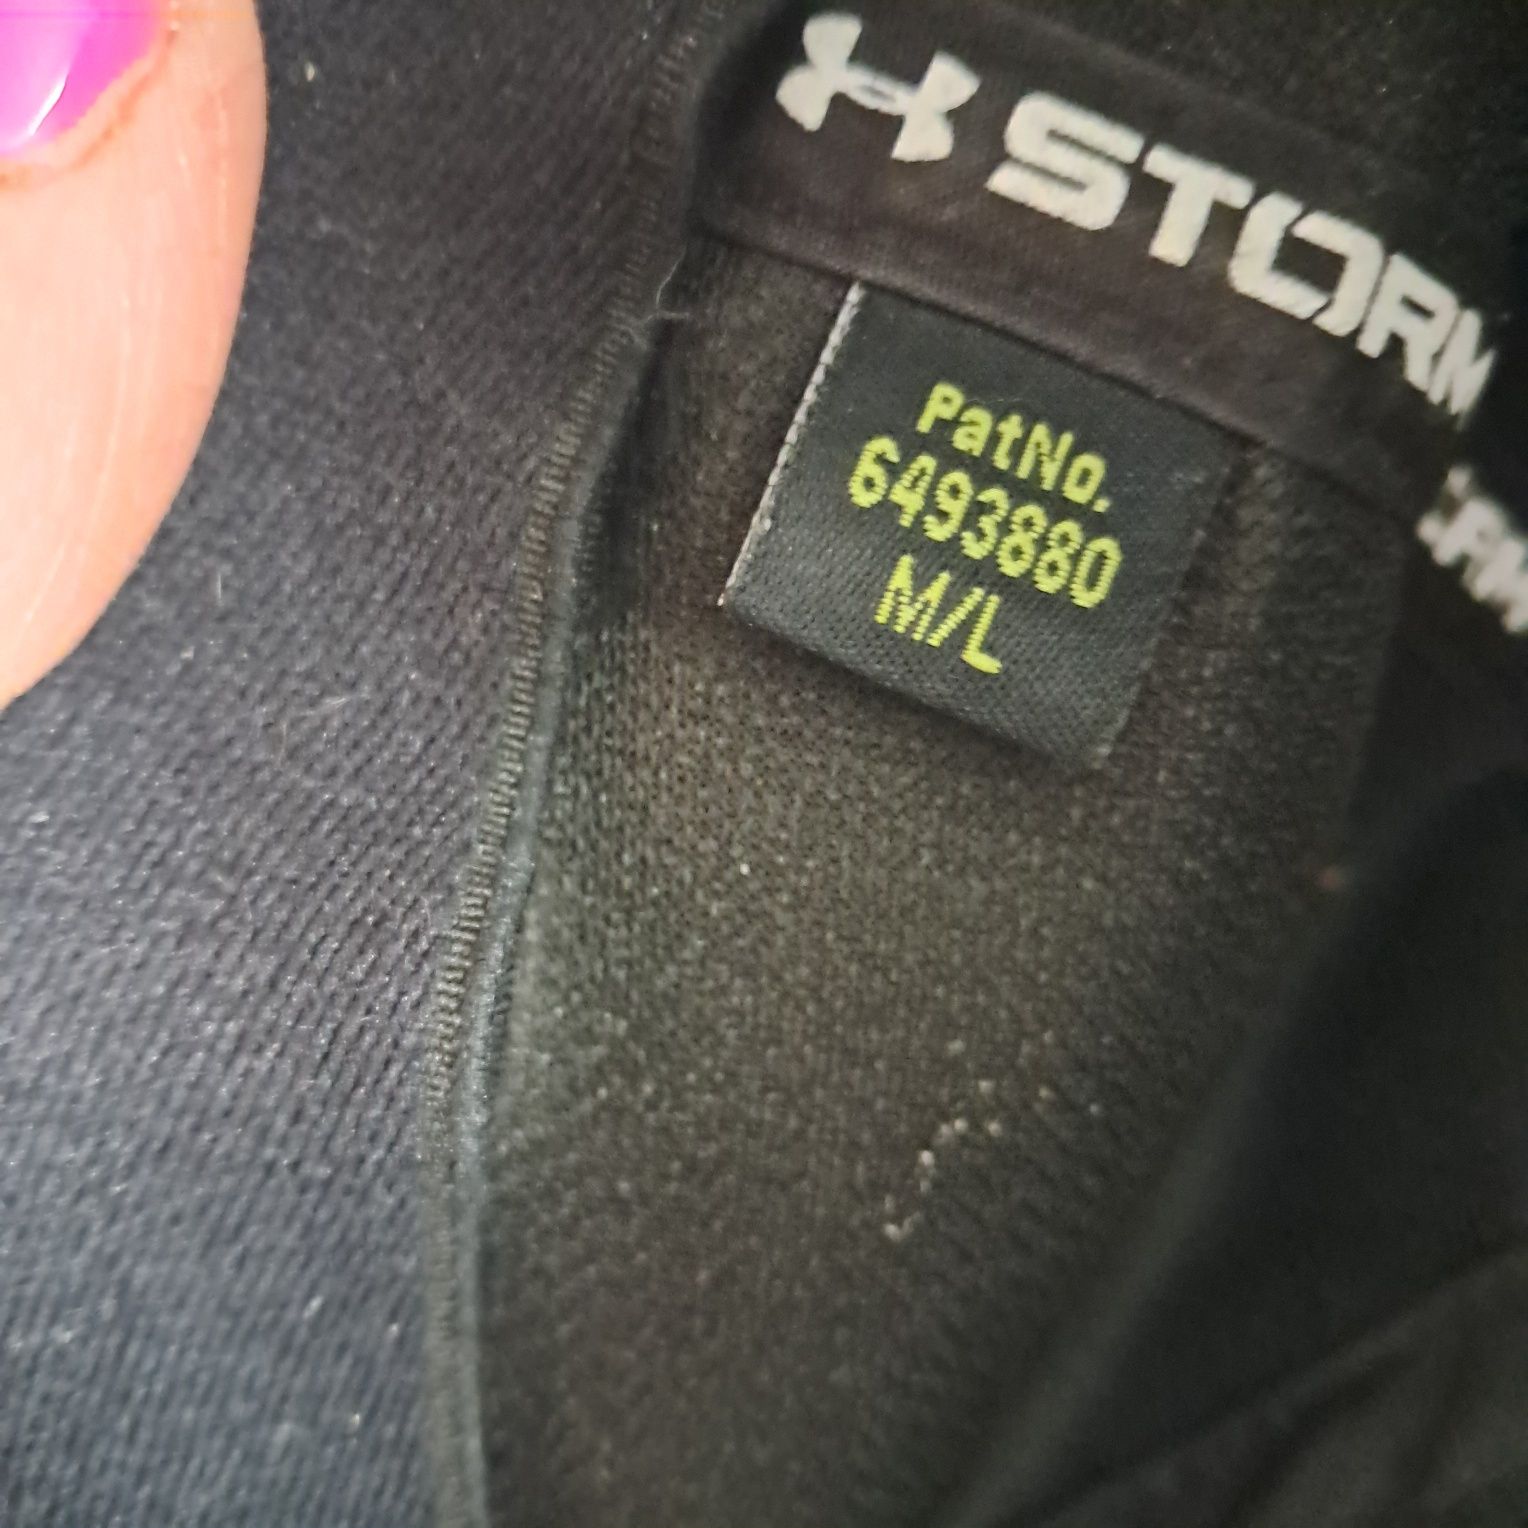 STORM
PatNo.
6493880
M/L